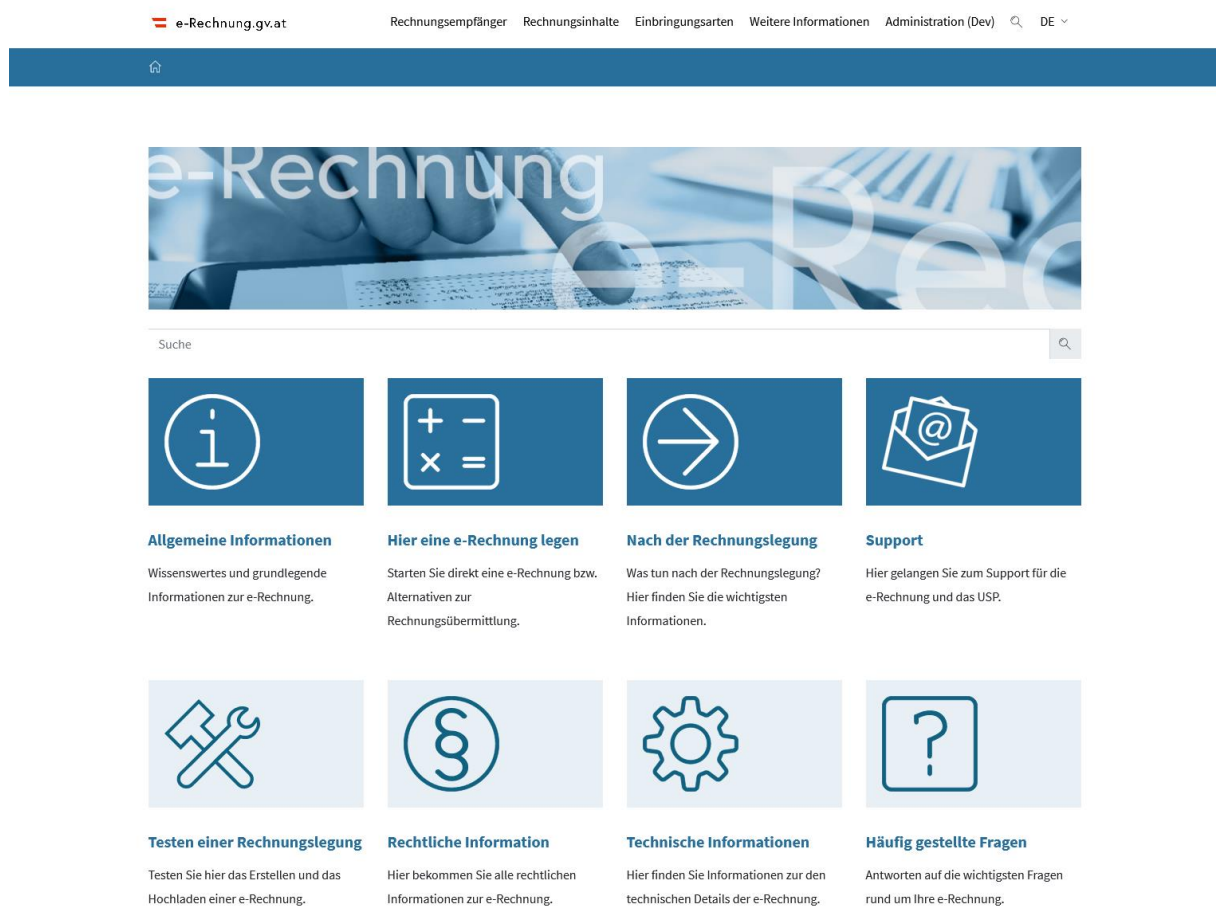 e-Rechnung.gv.at
Rechnungsempfänger Rechnungsinhalte Einbringungsarten Weitere Informationen Administration (Dev) DE
e-Rechnung
e-Rec
Suche
Allgemeine Informationen
Wissenswertes und grundlegende
Informationen zur e-Rechnung.
Hier eine e-Rechnung legen
Starten Sie direkt eine e-Rechnung bzw.
Alternativen zur
Rechnungsübermittlung.
Nach der Rechnungslegung
Was tun nach der Rechnungslegung?
Hier finden Sie die wichtigsten
Informationen.
Support
Hier gelangen Sie zum Support für die
e-Rechnung und das USP.
Testen einer Rechnungslegung
Testen Sie hier das Erstellen und das
Hochladen einer e-Rechnung.
Rechtliche Information
Hier bekommen Sie alle rechtlichen
Informationen zur e-Rechnung.
Technische Informationen
Hier finden Sie Informationen zur den
technischen Details der e-Rechnung.
Häufig gestellte Fragen
Antworten auf die wichtigsten Fragen
rund um Ihre e-Rechnung.